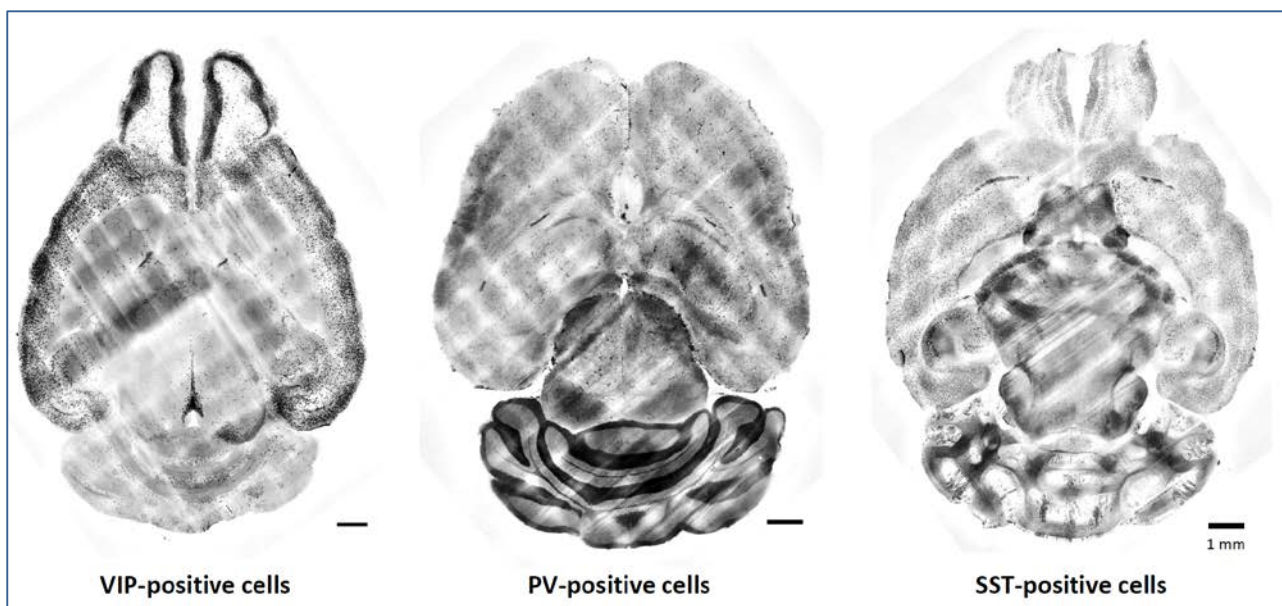 1 mm
VIP-positive cells
PV-positive cells
SST-positive cells